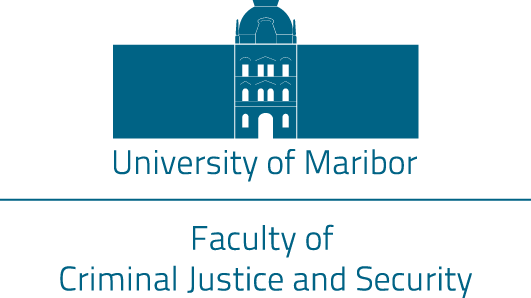 University of Maribor
Faculty of
Criminal Justice and Security